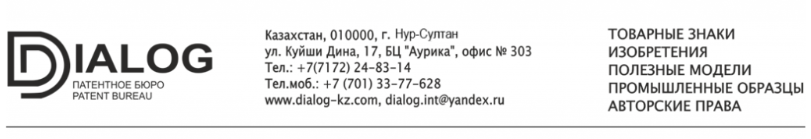 DIALOG
ПАТЕНТНОЕ БЮРО
PATENT BUREAU
Казахстан, 010000, г. Нур-Султан
ул. Куйши Дина, 17, БЦ "Аурика", офис № 303
Тел.: +7(7172) 24-83-14
Тел.моб.: +7 (701) 33-77-628
www.dialog-kz.com, dialog.int@yandex.ru
ТОВАРНЫЕ ЗНАКИ
ИЗОБРЕТЕНИЯ
ПОЛЕЗНЫЕ МОДЕЛИ
ПРОМЫШЛЕННЫЕ ОБРАЗЦЫ
АВТОРСКИЕ ПРАВА